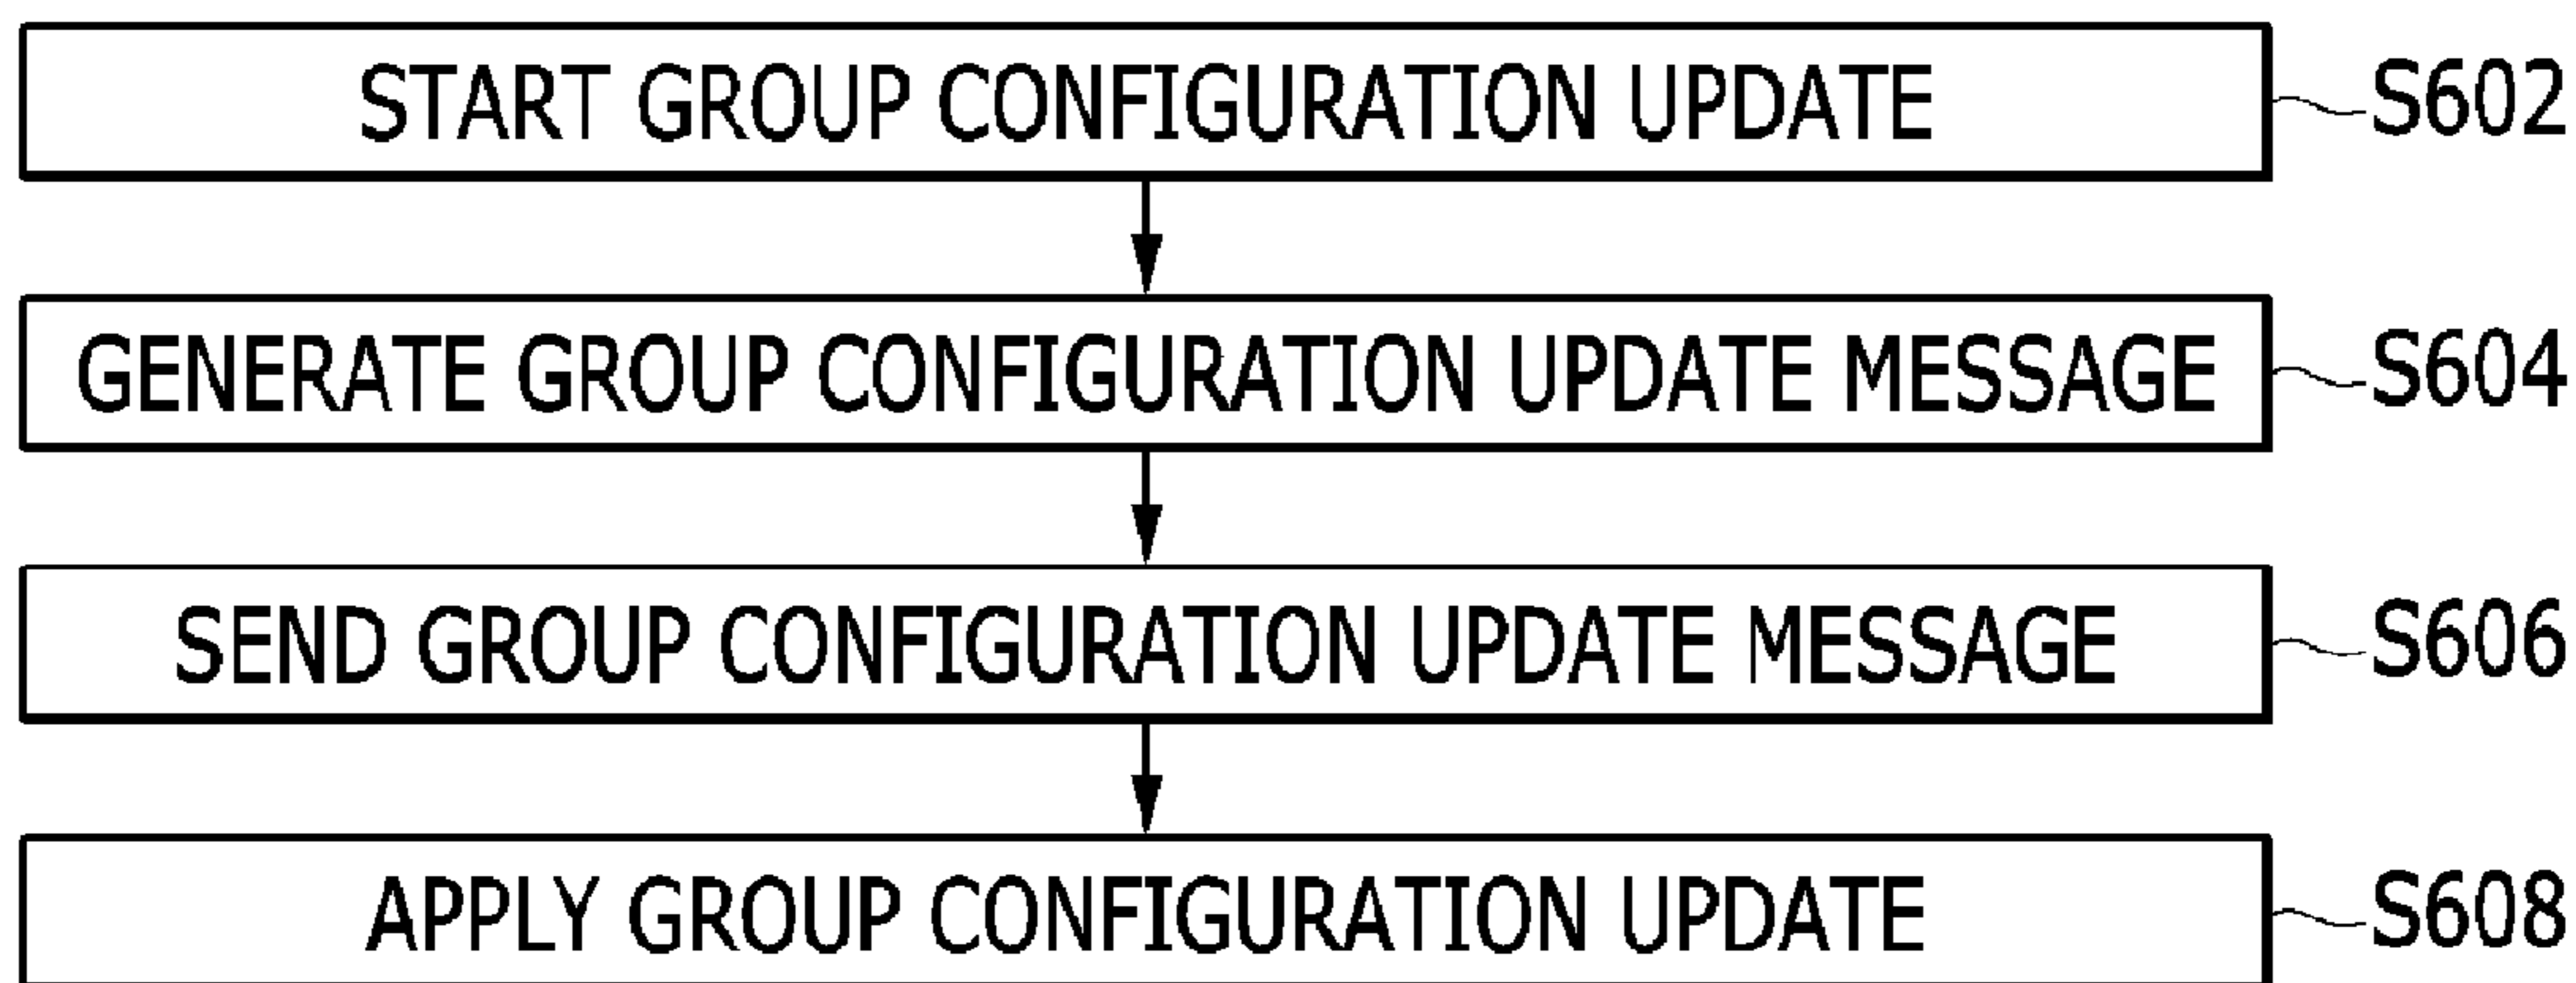 START GROUP CONFIGURATION UPDATE S602
GENERATE GROUP CONFIGURATION UPDATE MESSAGE S604
SEND GROUP CONFIGURATION UPDATE MESSAGE S606
APPLY GROUP CONFIGURATION UPDATE S608